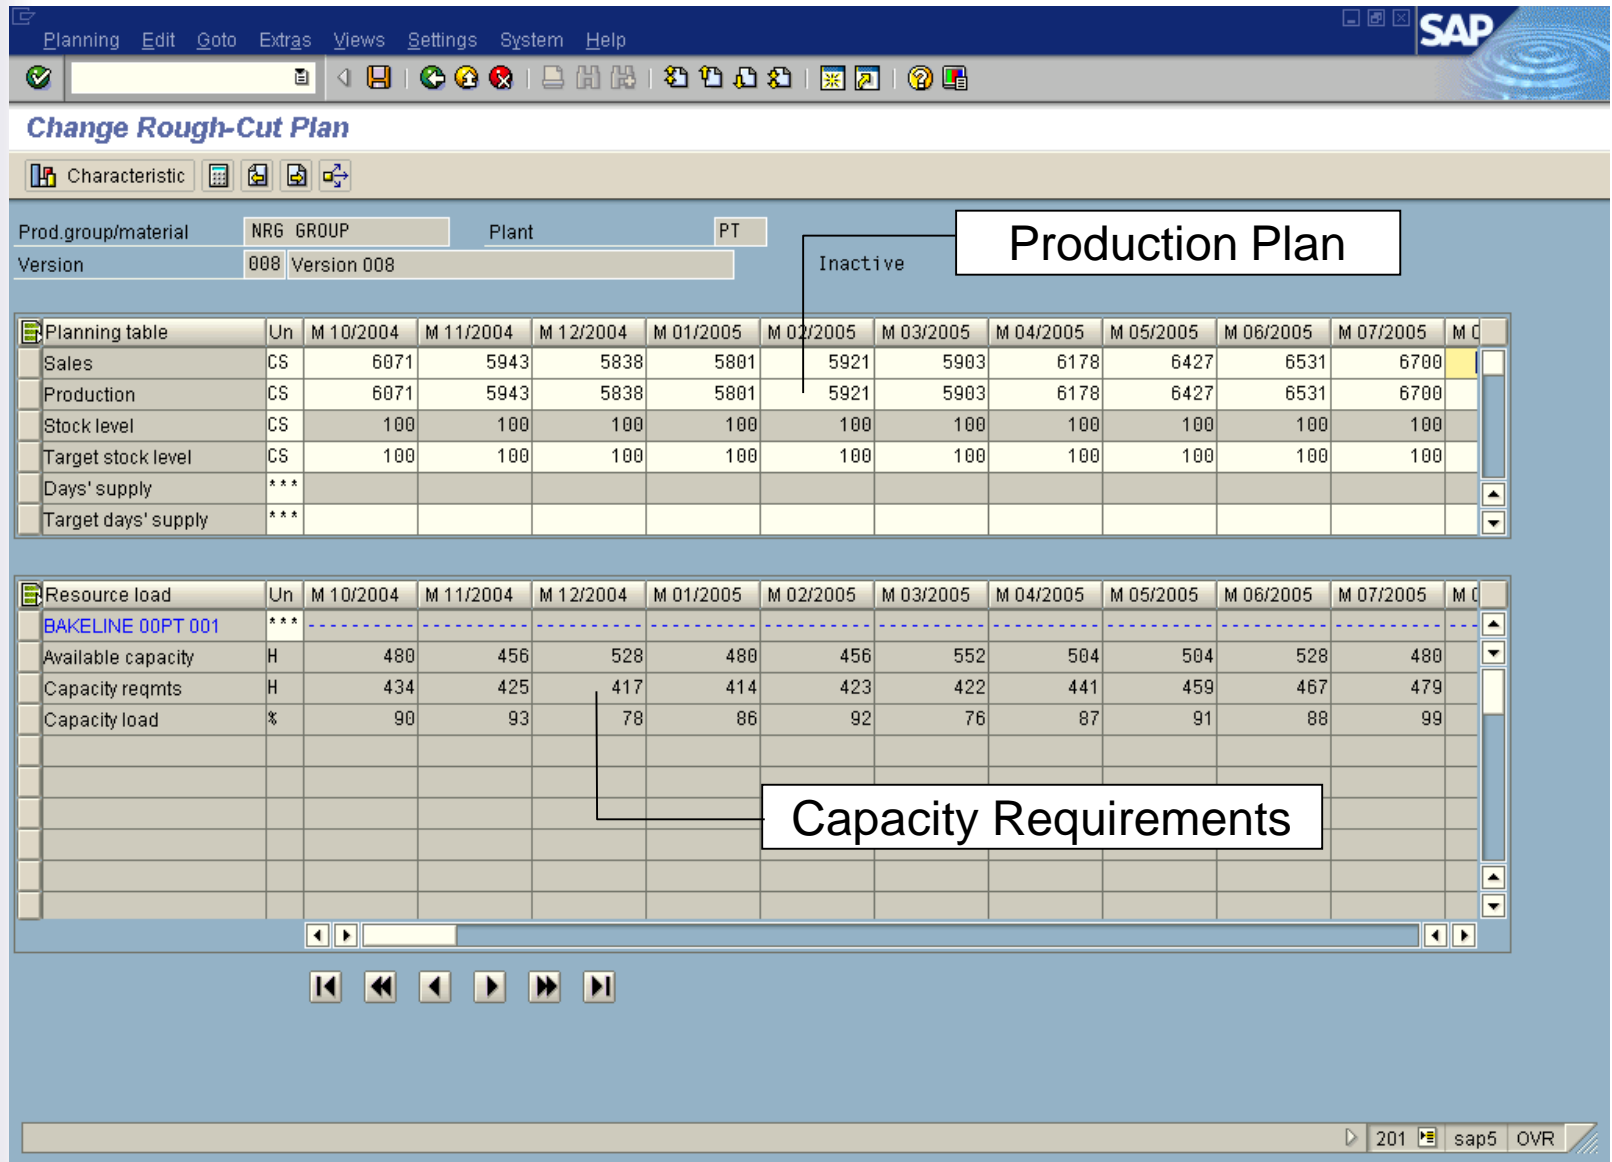 Planning Edit Goto Extras Views Settings System Help
SAP
Change Rough-Cut Plan
Characteristic
Prod.group/material NRG GROUP Plant PT
Production Plan
Version 008 Version 008 Inactive
Planning table Un M 10/2004 M 11/2004 M 12/2004 M 01/2005 M 02/2005 M 03/2005 M 04/2005 M 05/2005 M 06/2005 M 07/2005 M 0
Sales CS 6071 5943 5838 5801 5921 5903 6178 6427 6531 6700
Production CS 6071 5943 5838 5801 5921 5903 6178 6427 6531 6700
Stock level CS 100 100 100 100 100 100 100 100 100 100
Target stock level CS 100 100 100 100 100 100 100 100 100 100
Days' supply ***
Target days' supply ***
Resource load Un M 10/2004 M 11/2004 M 12/2004 M 01/2005 M 02/2005 M 03/2005 M 04/2005 M 05/2005 M 06/2005 M 07/2005 M 0
BAKELINE 00PT 001 ***
Available capacity H 480 456 528 480 456 552 504 504 528 480
Capacity reqmts H 434 425 417 414 423 422 441 459 467 479
Capacity load % 90 93 78 86 92 76 87 91 88 99
Capacity Requirements
201 sap5 OVR